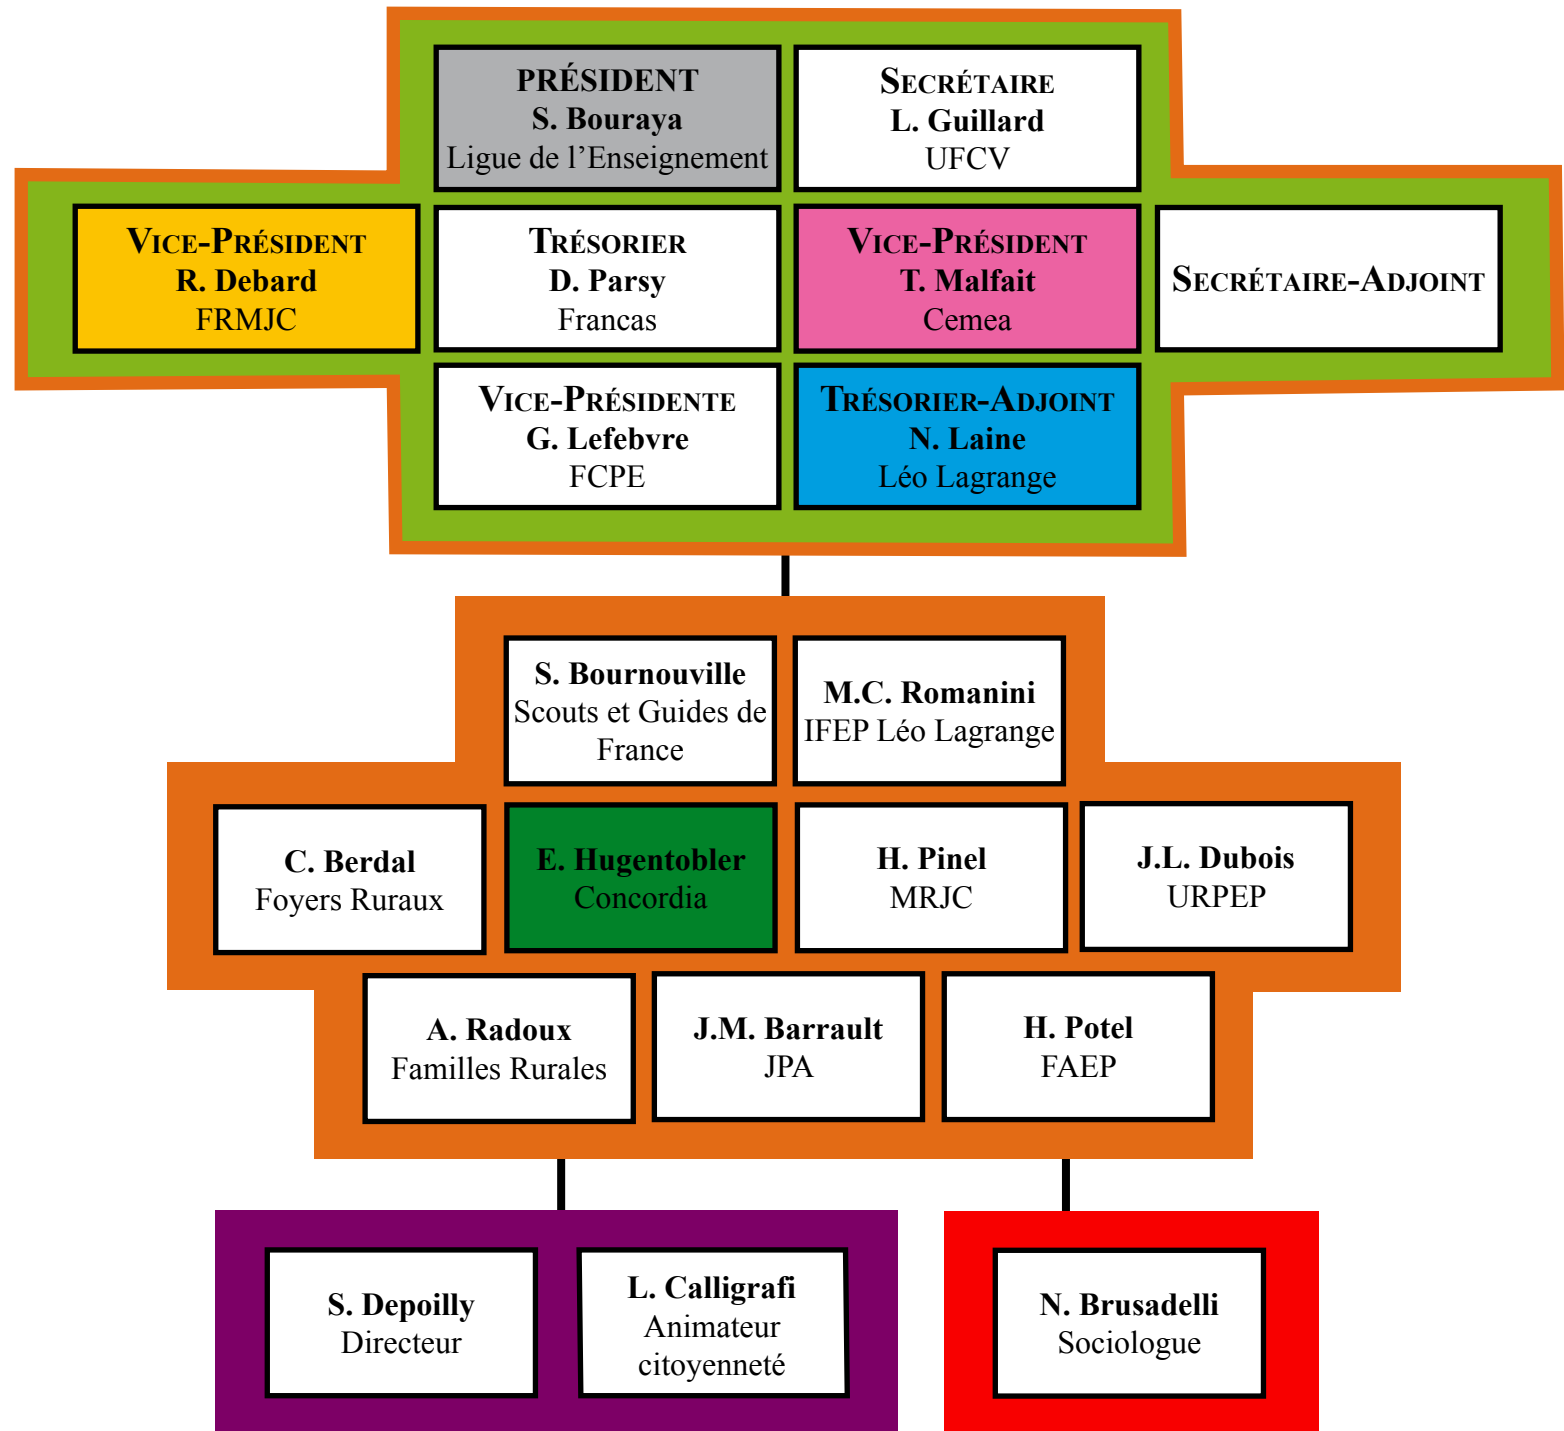 PRÉSIDENT
S. Bouraya
Ligue de l’Enseignement
SECRÉTAIRE
L. Guillard
UFCV
VICE-PRÉSIDENT
R. Debard
FRMJC
TRÉSORIER
D. Parsy
Francas
VICE-PRÉSIDENT
T. Malfait
Cemea
SECRÉTAIRE-ADJOINT
VICE-PRÉSIDENTE
G. Lefebvre
FCPE
TRÉSORIER-ADJOINT
N. Laine
Léo Lagrange
S. Bournouville
Scouts et Guides de
France
M.C. Romanini
IFEP Léo Lagrange
C. Berdal
Foyers Ruraux
E. Hugentobler
Concordia
H. Pinel
MRJC
J.L. Dubois
URPEP
A. Radoux
Familles Rurales
J.M. Barrault
JPA
H. Potel
FAEP
S. Depoilly
Directeur
L. Calligrafi
Animateur
citoyenneté
N. Brusadelli
Sociologue